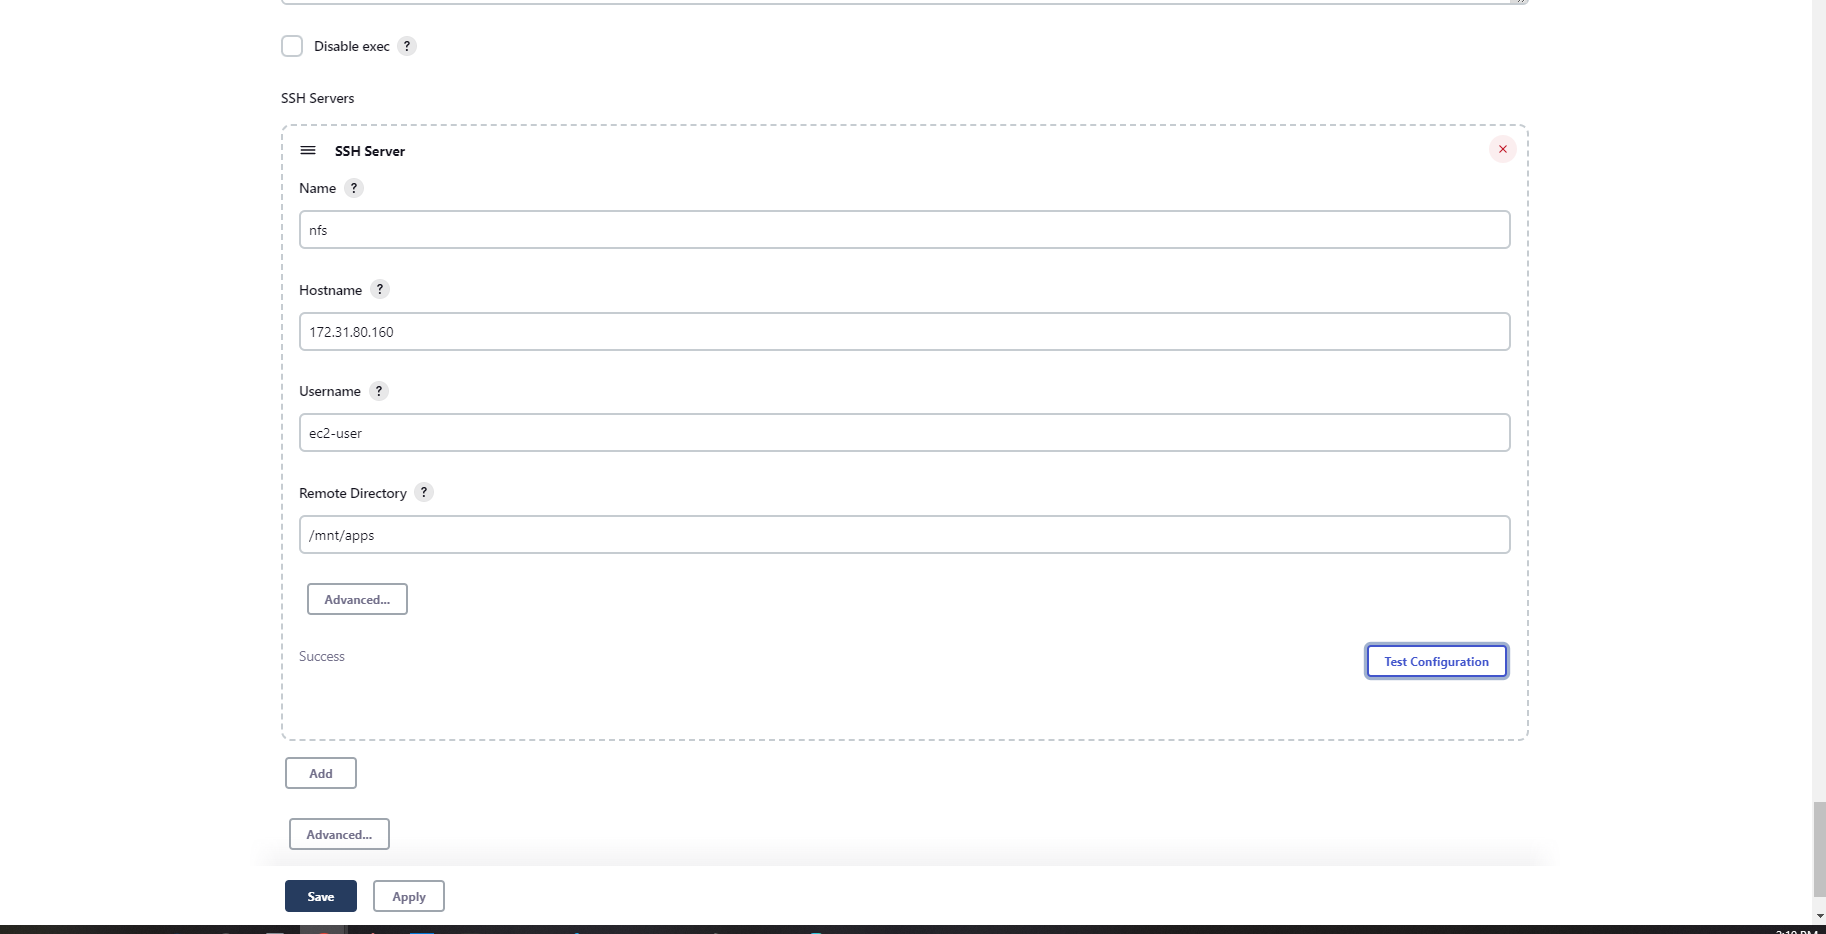 Disable exec ?
SSH Servers
SSH Server
Name ?
nfs
Hostname ?
172.31.80.160
Username ?
ec2-user
Remote Directory ?
/mnt/apps
Advanced...
Success
Test Configuration
Add
Advanced...
Save
Apply